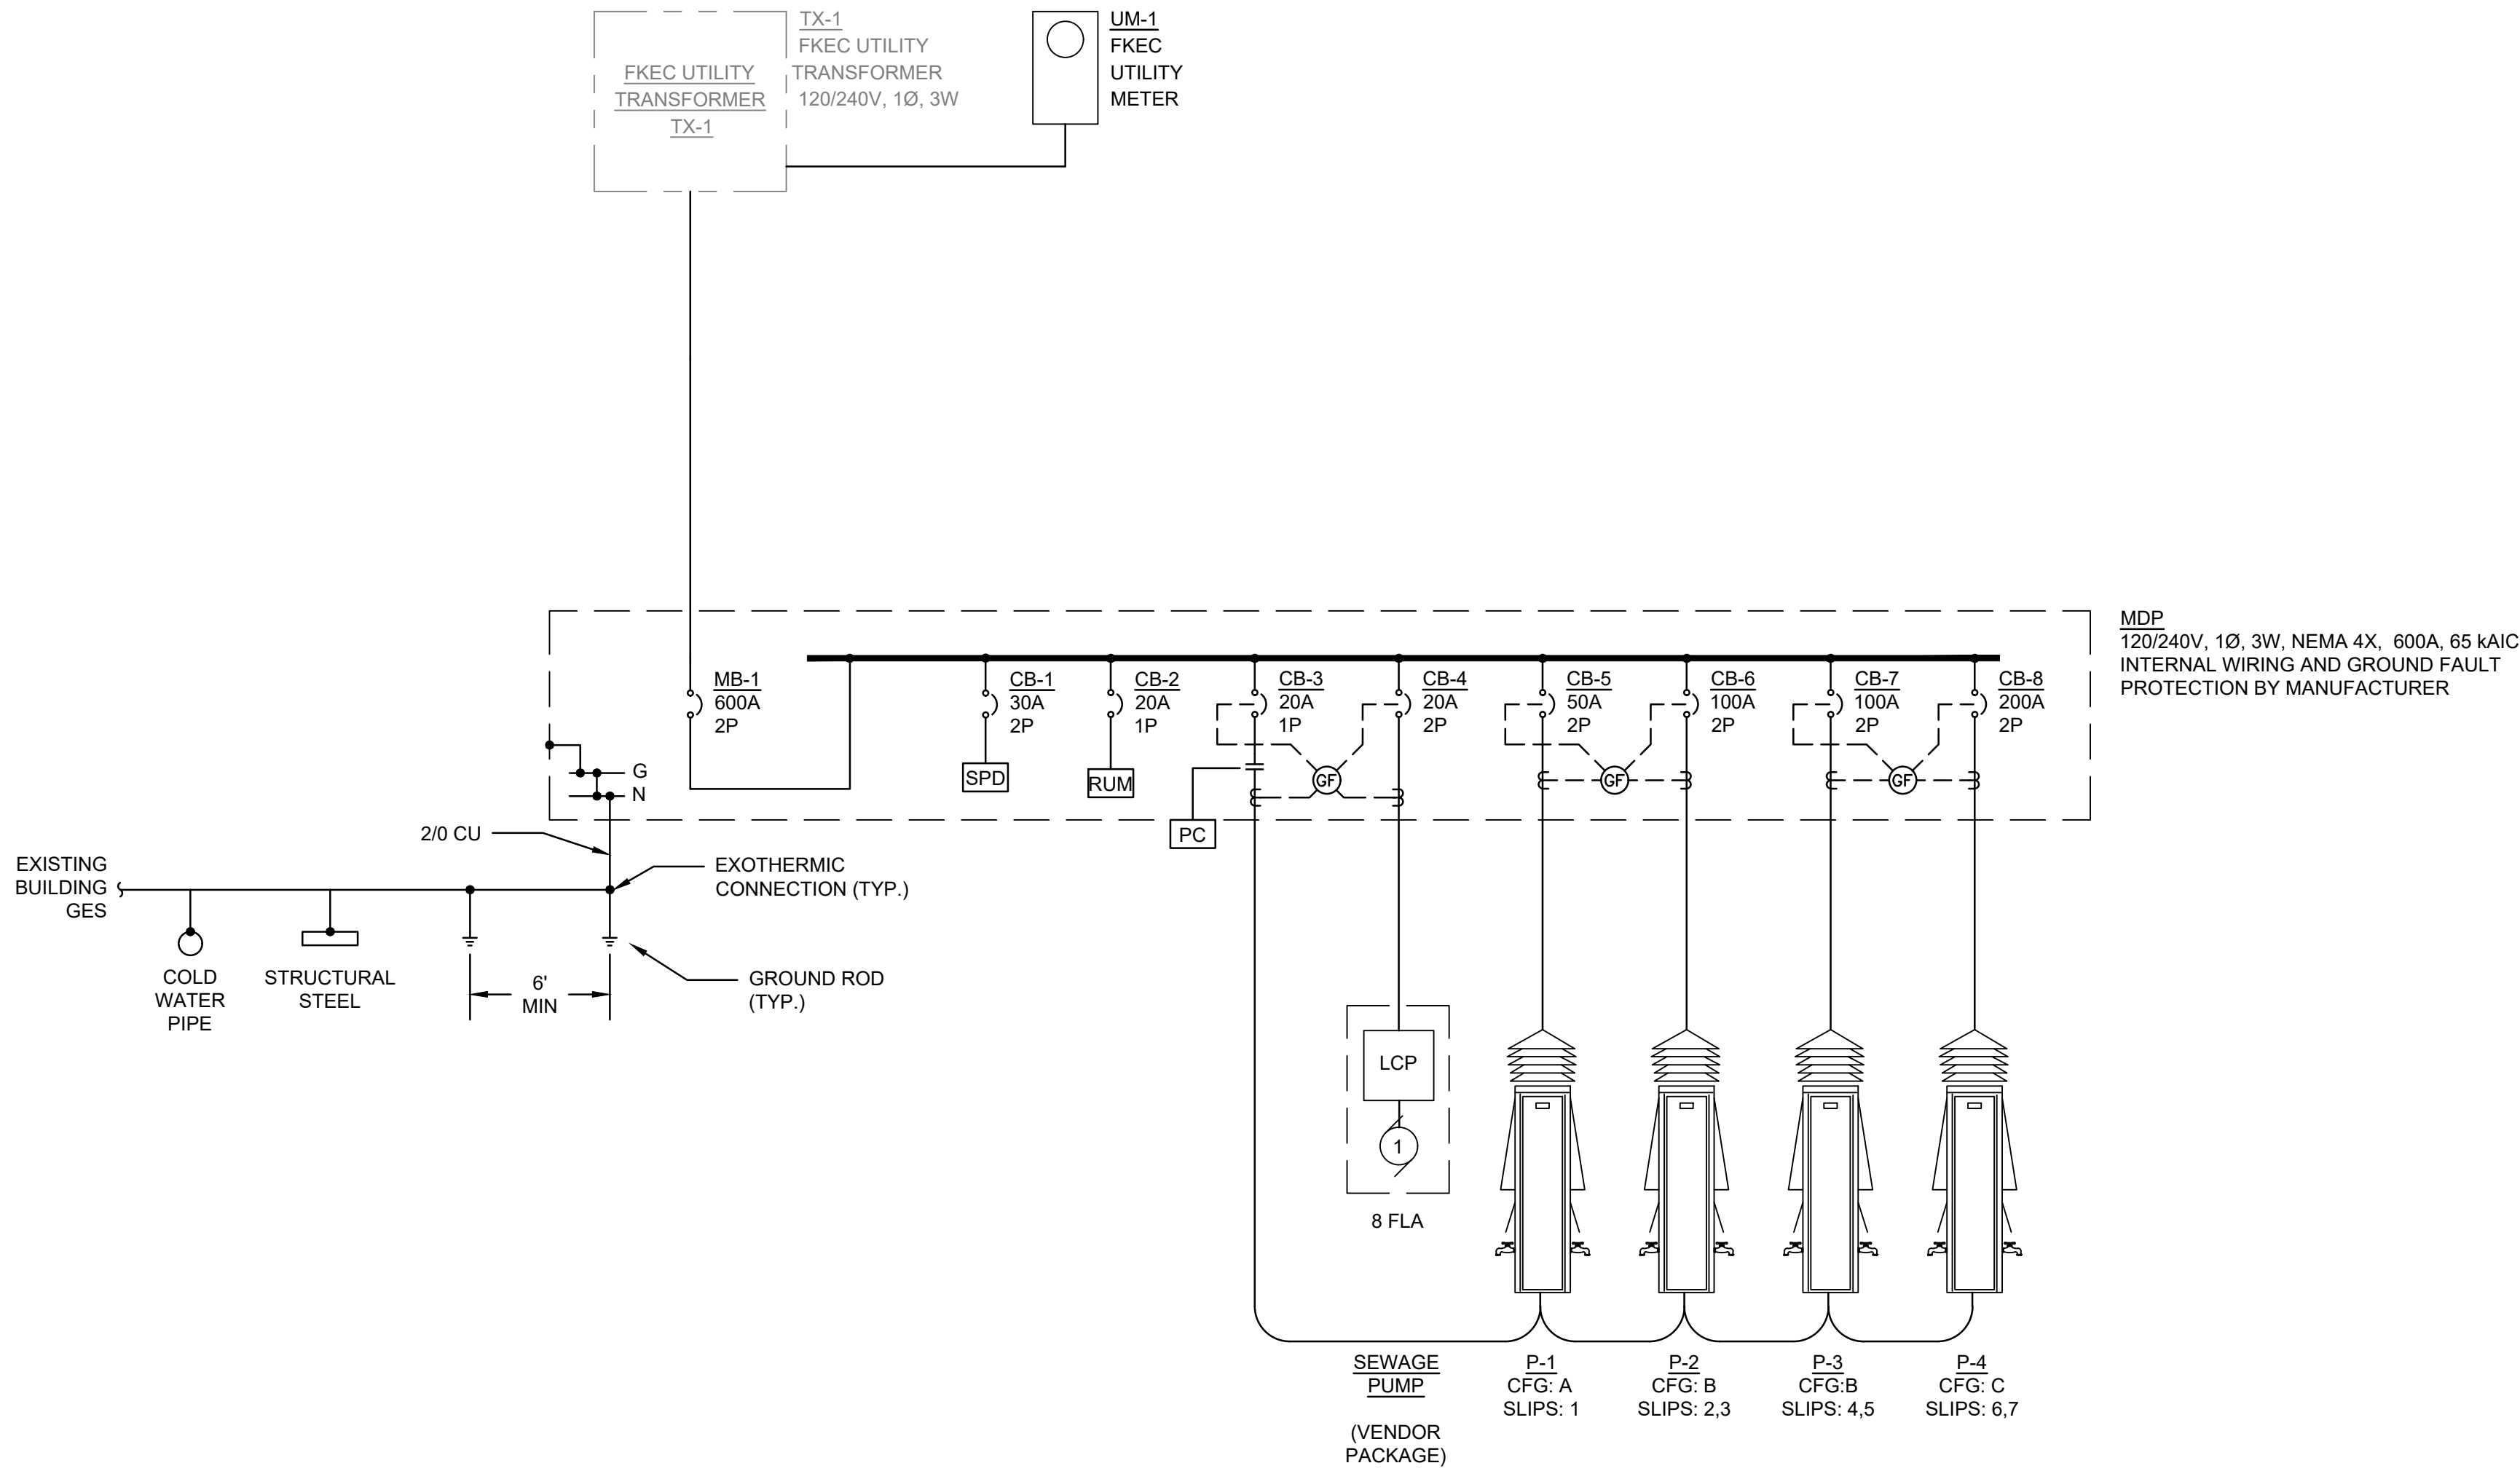 TX-1
FKEC UTILITY
TRANSFORMER
120/240V, 1Ø, 3W
FKEC UTILITY
TRANSFORMER
TX-1
UM-1
FKEC
UTILITY
METER
MDP
120/240V, 1Ø, 3W, NEMA 4X, 600A, 65 kAIC
INTERNAL WIRING AND GROUND FAULT
PROTECTION BY MANUFACTURER
MB-1
600A
2P
CB-1
30A
2P
CB-2
20A
1P
CB-3
20A
1P
CB-4
20A
2P
CB-5
50A
2P
CB-6
100A
2P
CB-7
100A
2P
CB-8
200A
2P
SPD
RUM
PC
GF
GF
GF
G
N
2/0 CU
EXISTING
BUILDING
GES
EXOTHERMIC
CONNECTION (TYP.)
COLD
WATER
PIPE
STRUCTURAL
STEEL
6'
MIN
GROUND ROD
(TYP.)
LCP
1
8 FLA
SEWAGE
PUMP
(VENDOR
PACKAGE)
P-1
CFG: A
SLIPS: 1
P-2
CFG: B
SLIPS: 2,3
P-3
CFG:B
SLIPS: 4,5
P-4
CFG: C
SLIPS: 6,7